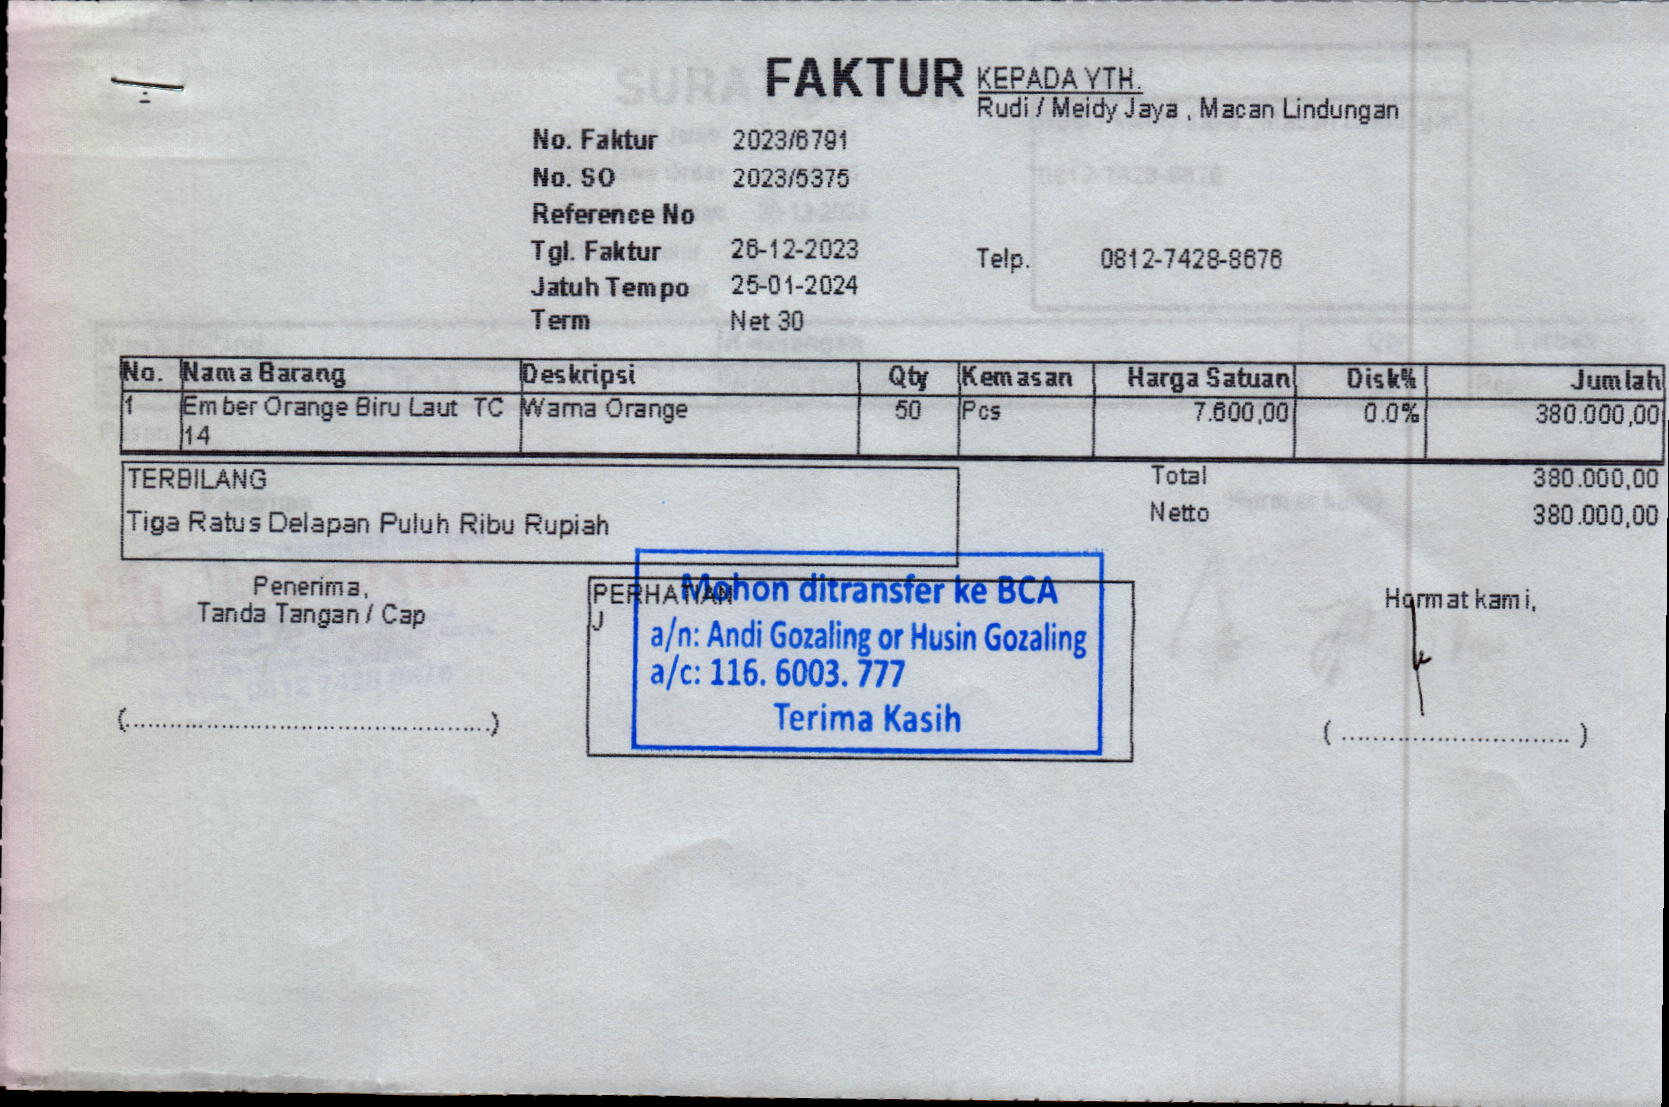 FAKTUR
KEPADA YTH.
Rudi / Meidy Jaya , Macan Lindungan
No. Faktur 2023/6791
No. SO 2023/5375
Reference No
Tgl. Faktur 26-12-2023
Telp. 0812-7428-8676
Jatuh Tempo 25-01-2024
Term Net 30
No. Nama Barang Deskripsi Qty Kemasan Harga Satuan Disk% Jumlah
1 Ember Orange Biru Laut TC Warna Orange 50 Pcs 7.600,00 0.0% 380.000,00
14
TERBILANG
Tiga Ratus Delapan Puluh Ribu Rupiah
Total 380.000,00
Netto 380.000,00
Penerima,
Tanda Tangan / Cap
(..............................................)
PERHATIAN
J
Mohon ditransfer ke BCA
a/n: Andi Gozaling or Husin Gozaling
a/c: 116. 6003. 777
Terima Kasih
Hormat kami,
( ............................. )